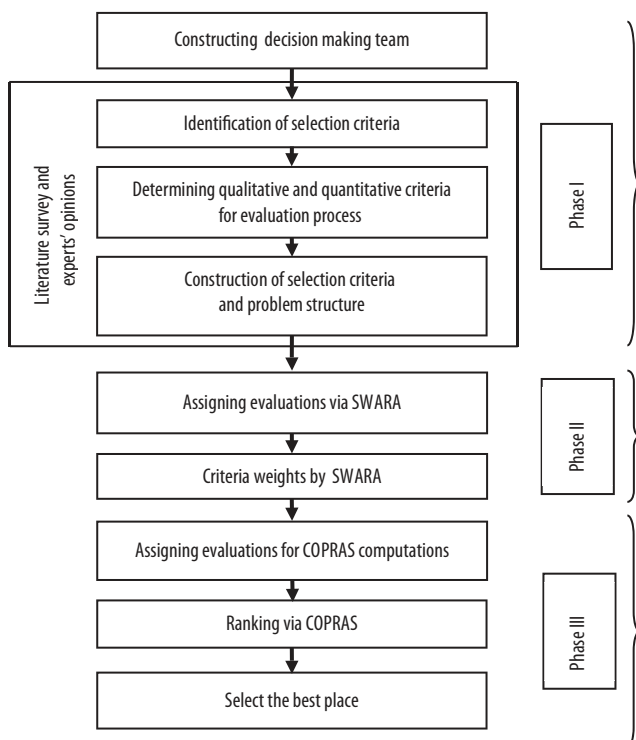 Constructing decision making team
Identification of selection criteria
Determining qualitative and quantitative criteria
for evaluation process
Construction of selection criteria
and problem structure
Literature survey and
experts' opinions
Phase I
Assigning evaluations via SWARA
Criteria weights by SWARA
Phase II
Assigning evaluations for COPRAS computations
Ranking via COPRAS
Select the best place
Phase III